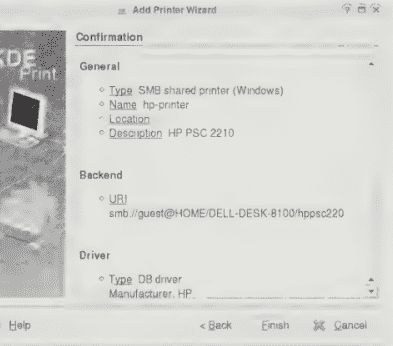 Add Printer Wizard
KDE
Print
Confirmation
General
Type SMB shared printer (Windows)
Name hp-printer
Location
Description HP PSC 2210
Backend
URI
smb://guest@HOME/DELL-DESK-8100/hppsc220
Driver
Type DB driver
Manufacturer. HP.
Help
< Back
Finish
Cancel